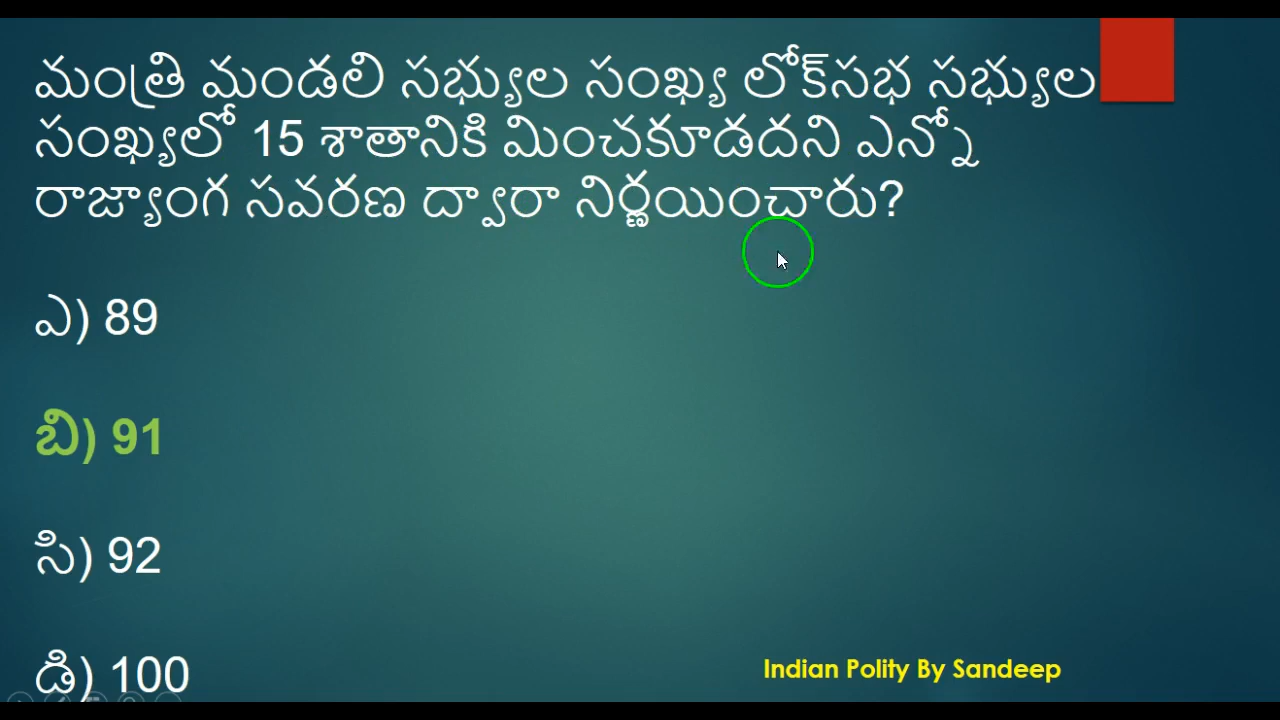 మంత్రి మండలి సభ్యుల సంఖ్య లోక్‌సభ సభ్యుల
సంఖ్యలో 15 శాతానికి మించకూడదని ఎన్నో
రాజ్యాంగ సవరణ ద్వారా నిర్ణయించారు?
ఎ) 89
బి) 91
సి) 92
డి) 100
Indian Polity By Sandeep